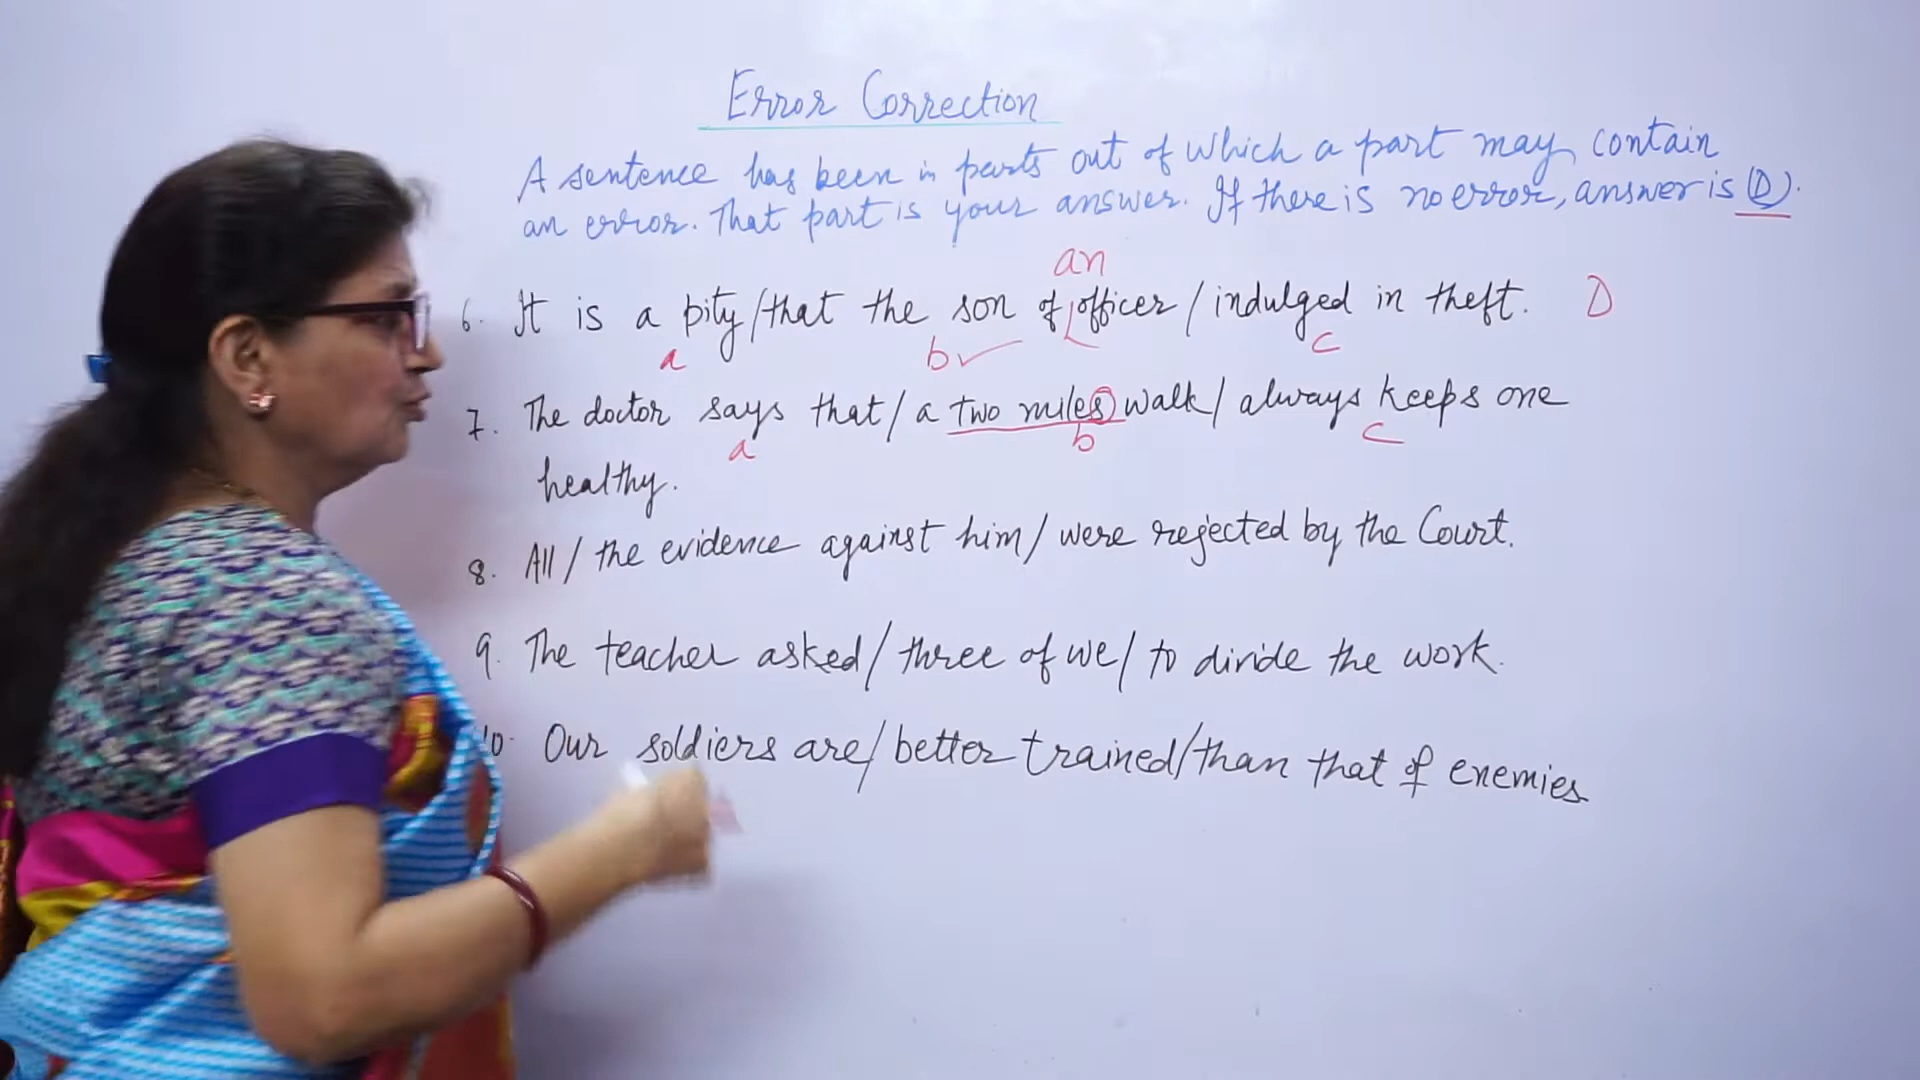 Error Correction
A sentence has been in parts out of which a part may contain
an error. That part is your answer. If there is no error, answer is (D).
an
6. It is a pity/that the son of officer/indulged in theft. D
a b✓ c
7. The doctor says that/a two miles walk/always keeps one
a b c
healthy.
8. All/the evidence against him/were rejected by the Court.
9. The teacher asked/three of we/to divide the work.
10. Our soldiers are/better trained/than that of enemies